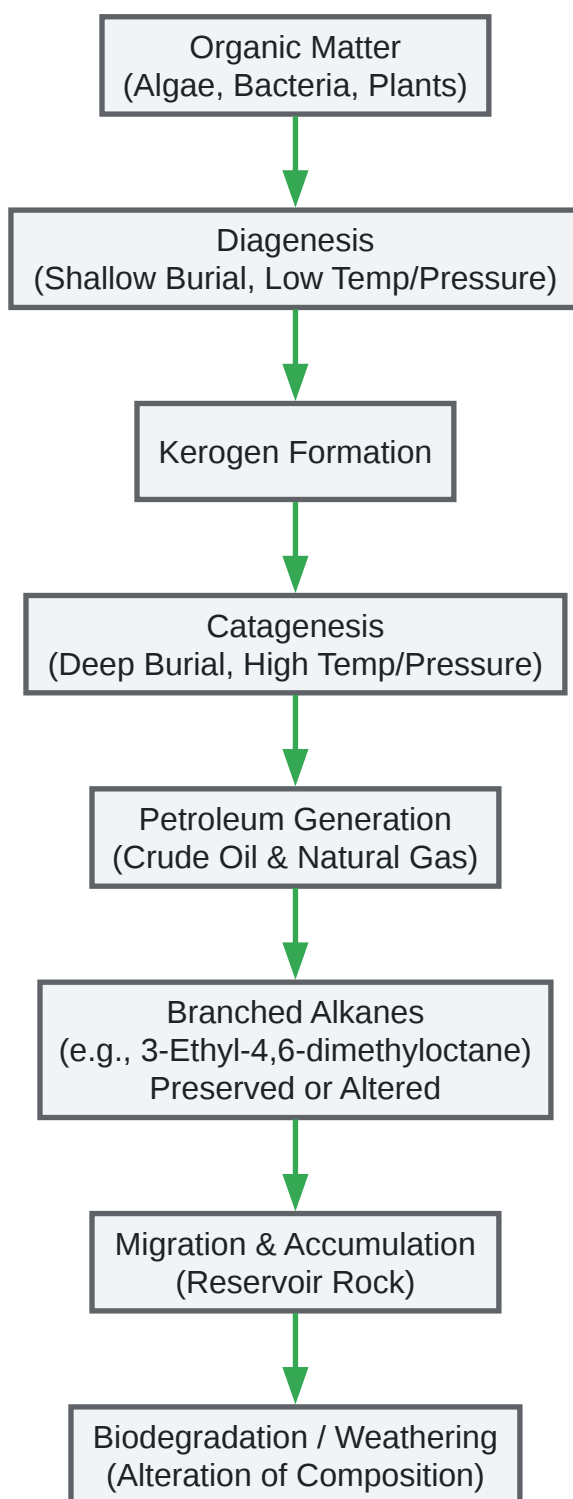 Organic Matter
(Algae, Bacteria, Plants)
Diagenesis
(Shallow Burial, Low Temp/Pressure)
Kerogen Formation
Catagenesis
(Deep Burial, High Temp/Pressure)
Petroleum Generation
(Crude Oil & Natural Gas)
Branched Alkanes
(e.g., 3-Ethyl-4,6-dimethyloctane)
Preserved or Altered
Migration & Accumulation
(Reservoir Rock)
Biodegradation / Weathering
(Alteration of Composition)